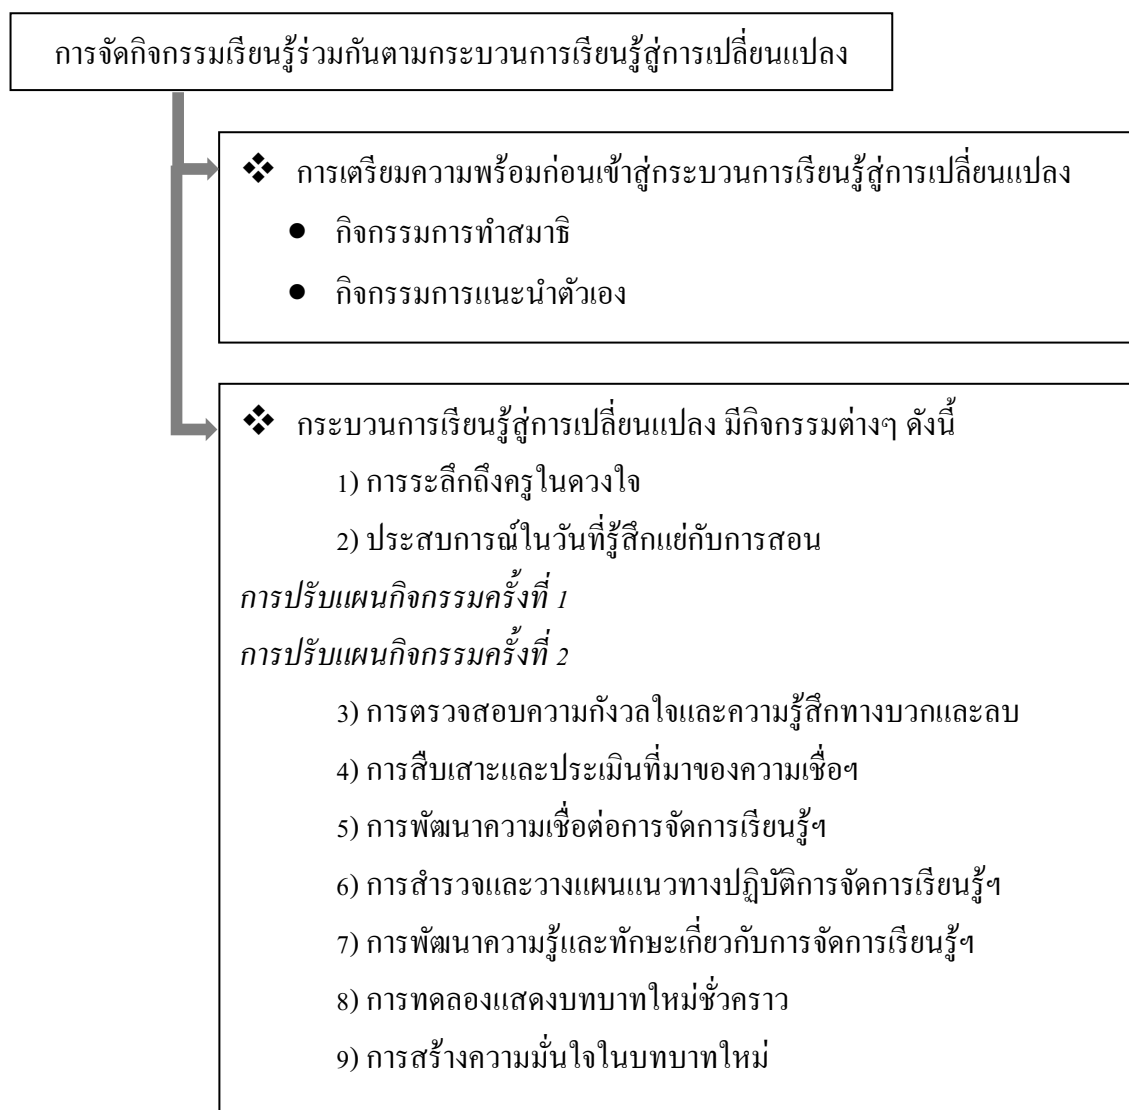 การจัดกิจกรรมเรียนรู้ร่วมกันตามกระบวนการเรียนรู้สู่การเปลี่ยนแปลง
❖ การเตรียมความพร้อมก่อนเข้าสู่กระบวนการเรียนรู้สู่การเปลี่ยนแปลง
● กิจกรรมการทำสมาธิ
● กิจกรรมการแนะนำตัวเอง
❖ กระบวนการเรียนรู้สู่การเปลี่ยนแปลง มีกิจกรรมต่างๆ ดังนี้
1) การระลึกถึงครูในดวงใจ
2) ประสบการณ์ในวันที่รู้สึกแย่กับการสอน
การปรับแผนกิจกรรมครั้งที่ 1
การปรับแผนกิจกรรมครั้งที่ 2
3) การตรวจสอบความกังวลใจและความรู้สึกทางบวกและลบ
4) การสืบเสาะและประเมินที่มาของความเชื่อฯ
5) การพัฒนาความเชื่อต่อการจัดการเรียนรู้ฯ
6) การสำรวจและวางแผนแนวทางปฏิบัติการจัดการเรียนรู้ฯ
7) การพัฒนาความรู้และทักษะเกี่ยวกับการจัดการเรียนรู้ฯ
8) การทดลองแสดงบทบาทใหม่ชั่วคราว
9) การสร้างความมั่นใจในบทบาทใหม่